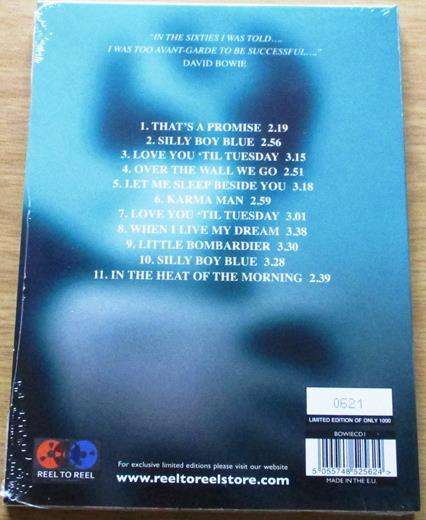 "IN THE SIXTIES I WAS TOLD....
I WAS TOO AVANT-GARDE TO BE SUCCESSFUL...."
DAVID BOWIE
1. THAT'S A PROMISE 2.19
2. SILLY BOY BLUE 2.56
3. LOVE YOU 'TIL TUESDAY 3.15
4. OVER THE WALL WE GO 2.51
5. LET ME SLEEP BESIDE YOU 3.18
6. KARMA MAN 2.59
7. LOVE YOU 'TIL TUESDAY 3.01
8. WHEN I LIVE MY DREAM 3.38
9. LITTLE BOMBARDIER 3.30
10. SILLY BOY BLUE 3.28
11. IN THE HEAT OF THE MORNING 2.39
0621
LIMITED EDITION OF ONLY 1000
BOWIECD1
5 055748 525624 >
MADE IN THE E.U.
REEL TO REEL
For exclusive limited editions please visit our website
www.reeltoreelstore.com